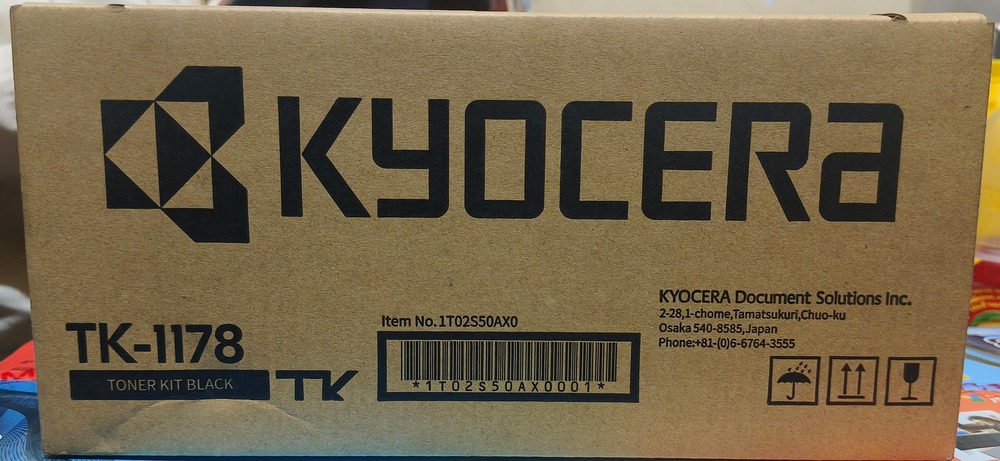 KYOCERA
TK-1178
TONER KIT BLACK
TK
Item No. 1T02S50AX0
*1T02S50AX0001*
KYOCERA Document Solutions Inc.
2-28,1-chome,Tamatsukuri,Chuo-ku
Osaka 540-8585,Japan
Phone:+81-(0)6-6764-3555